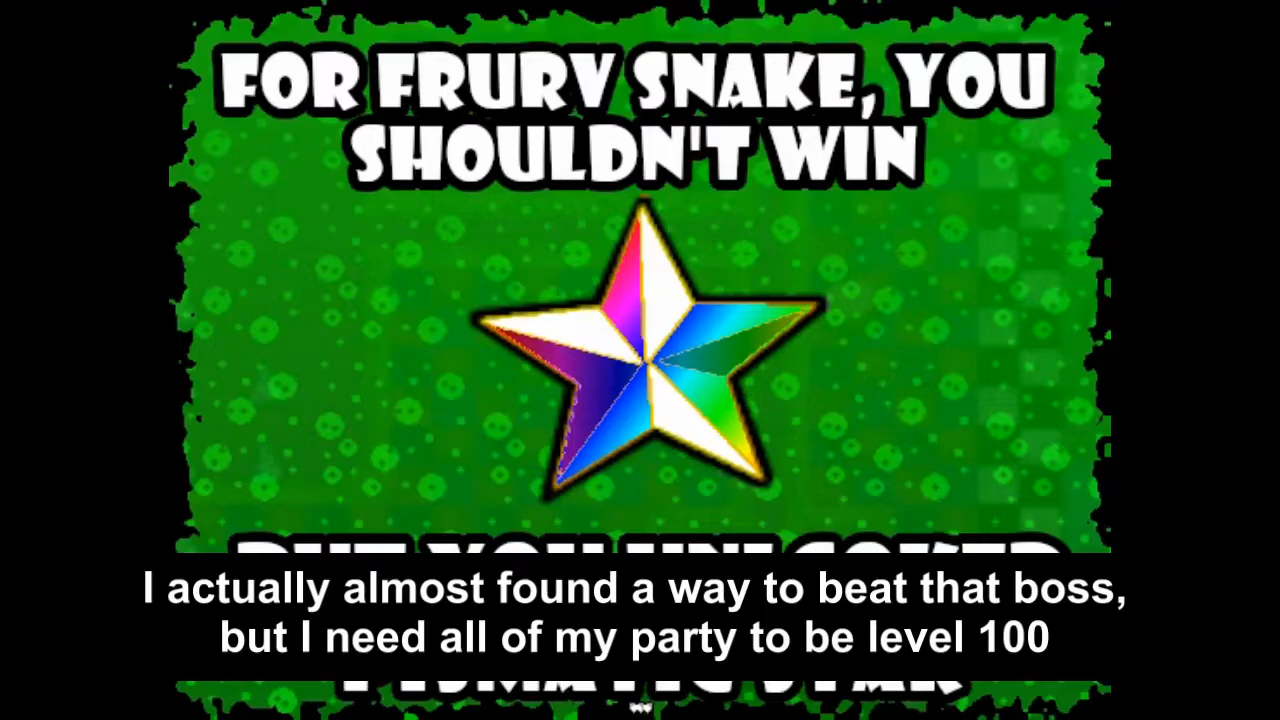 FOR FRURV SNAKE, YOU
SHOULDN'T WIN
I actually almost found a way to beat that boss,
but I need all of my party to be level 100